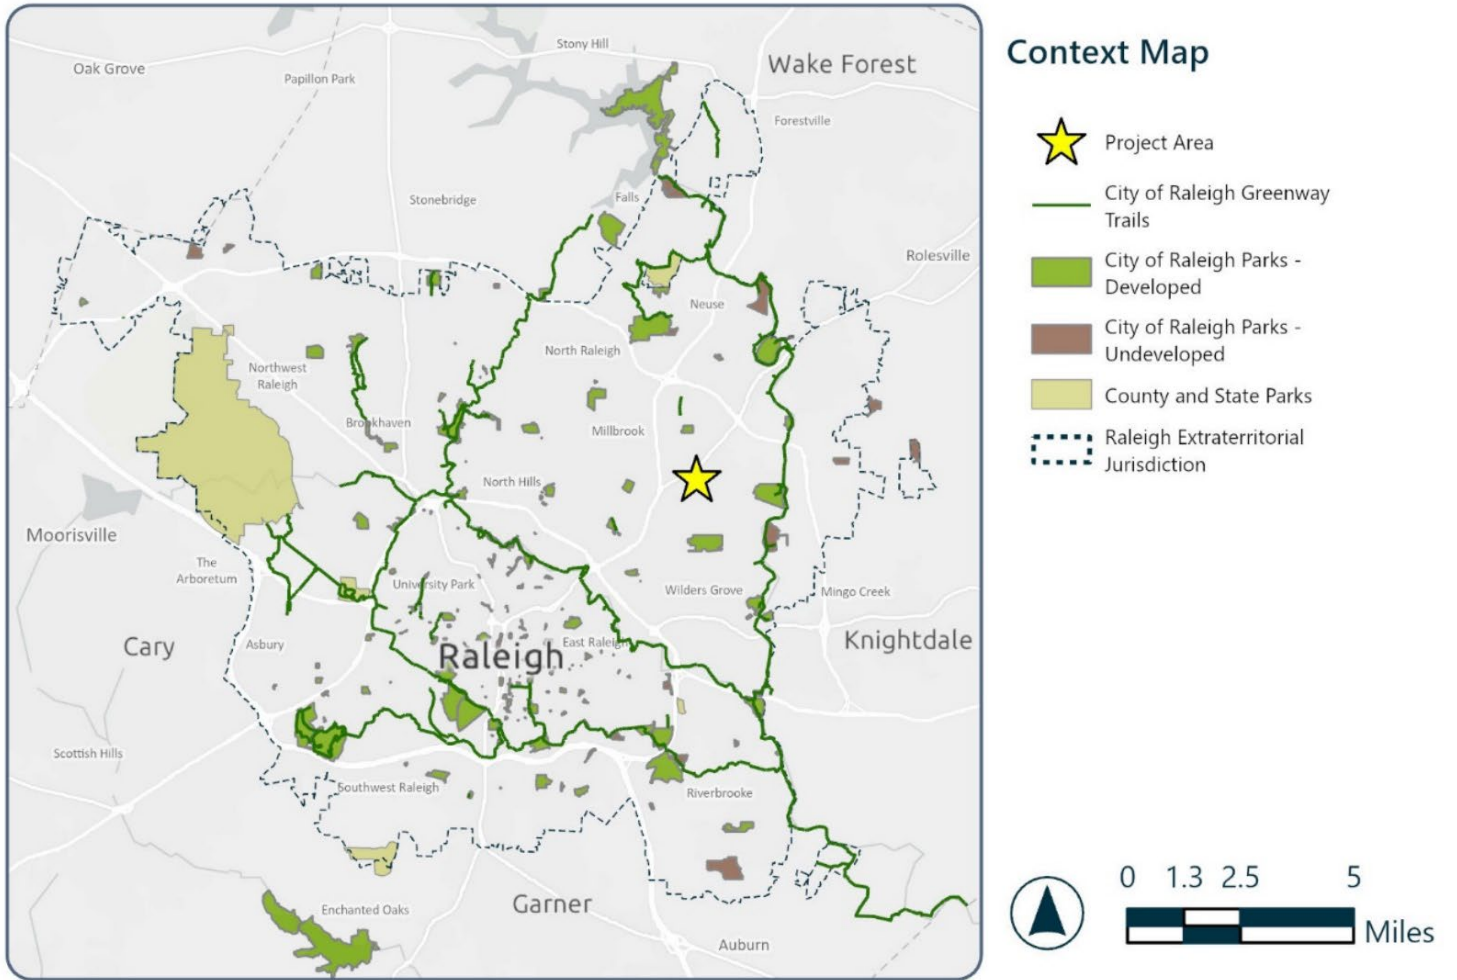 Stony Hill
Wake Forest
Oak Grove
Papillon Park
Forestville
Falls
Stonebridge
Rolesville
Neuse
North Raleigh
Northwest
Raleigh
Brookhaven
Millbrook
North Hills
Moorisville
The
Arboretum
University Park
Wilders Grove
Mingo Creek
Cary
Asbury
East Raleigh
Knightdale
Raleigh
Scottish Hills
Southwest Raleigh
Riverbrooke
Enchanted Oaks
Garner
Auburn
Context Map
Project Area
City of Raleigh Greenway
Trails
City of Raleigh Parks -
Developed
City of Raleigh Parks -
Undeveloped
County and State Parks
Raleigh Extraterritorial
Jurisdiction
0 1.3 2.5 5
Miles